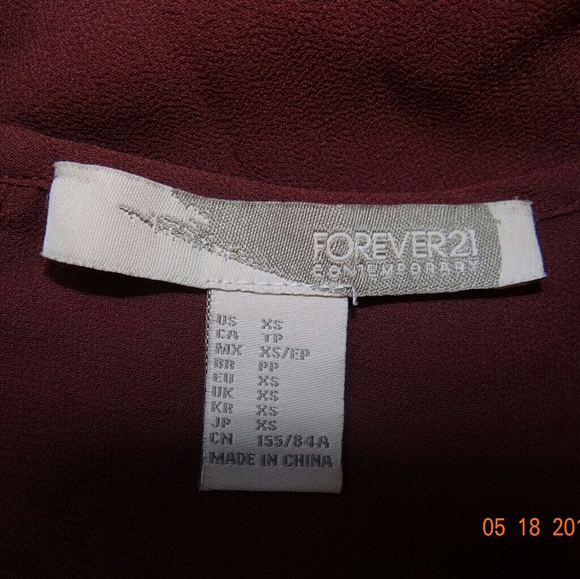 FOREVER21
CONTEMPORARY
US XS
CA TP
MX XS/EP
BR PP
EU XS
UK XS
KR XS
JP XS
CN 155/84A
MADE IN CHINA
05 18 201